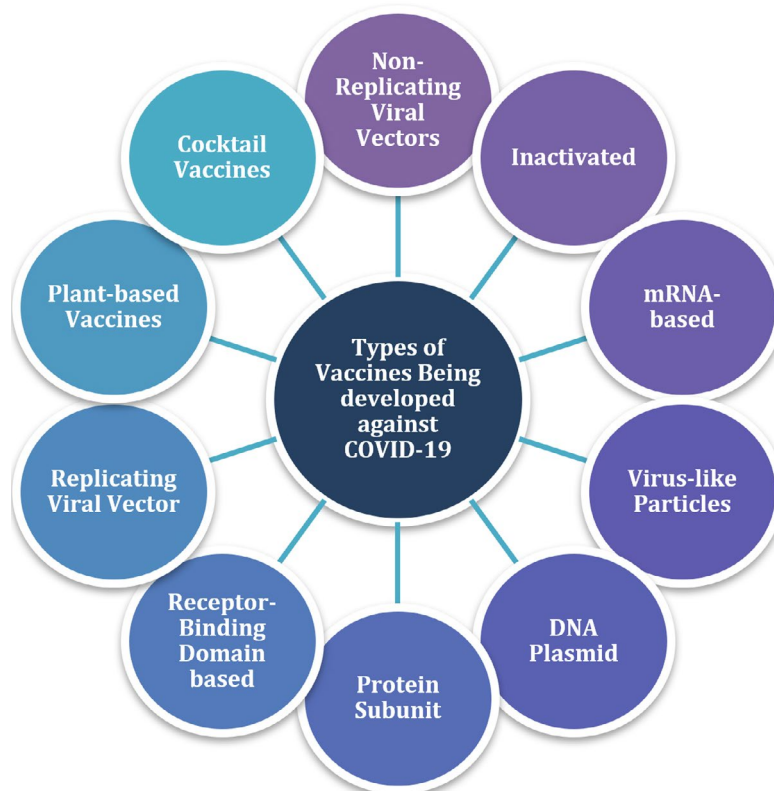 Types of
Vaccines Being
developed
against
COVID-19
Non-
Replicating
Viral
Vectors
Inactivated
mRNA-
based
Virus-like
Particles
DNA
Plasmid
Protein
Subunit
Receptor-
Binding
Domain
based
Replicating
Viral Vector
Plant-based
Vaccines
Cocktail
Vaccines